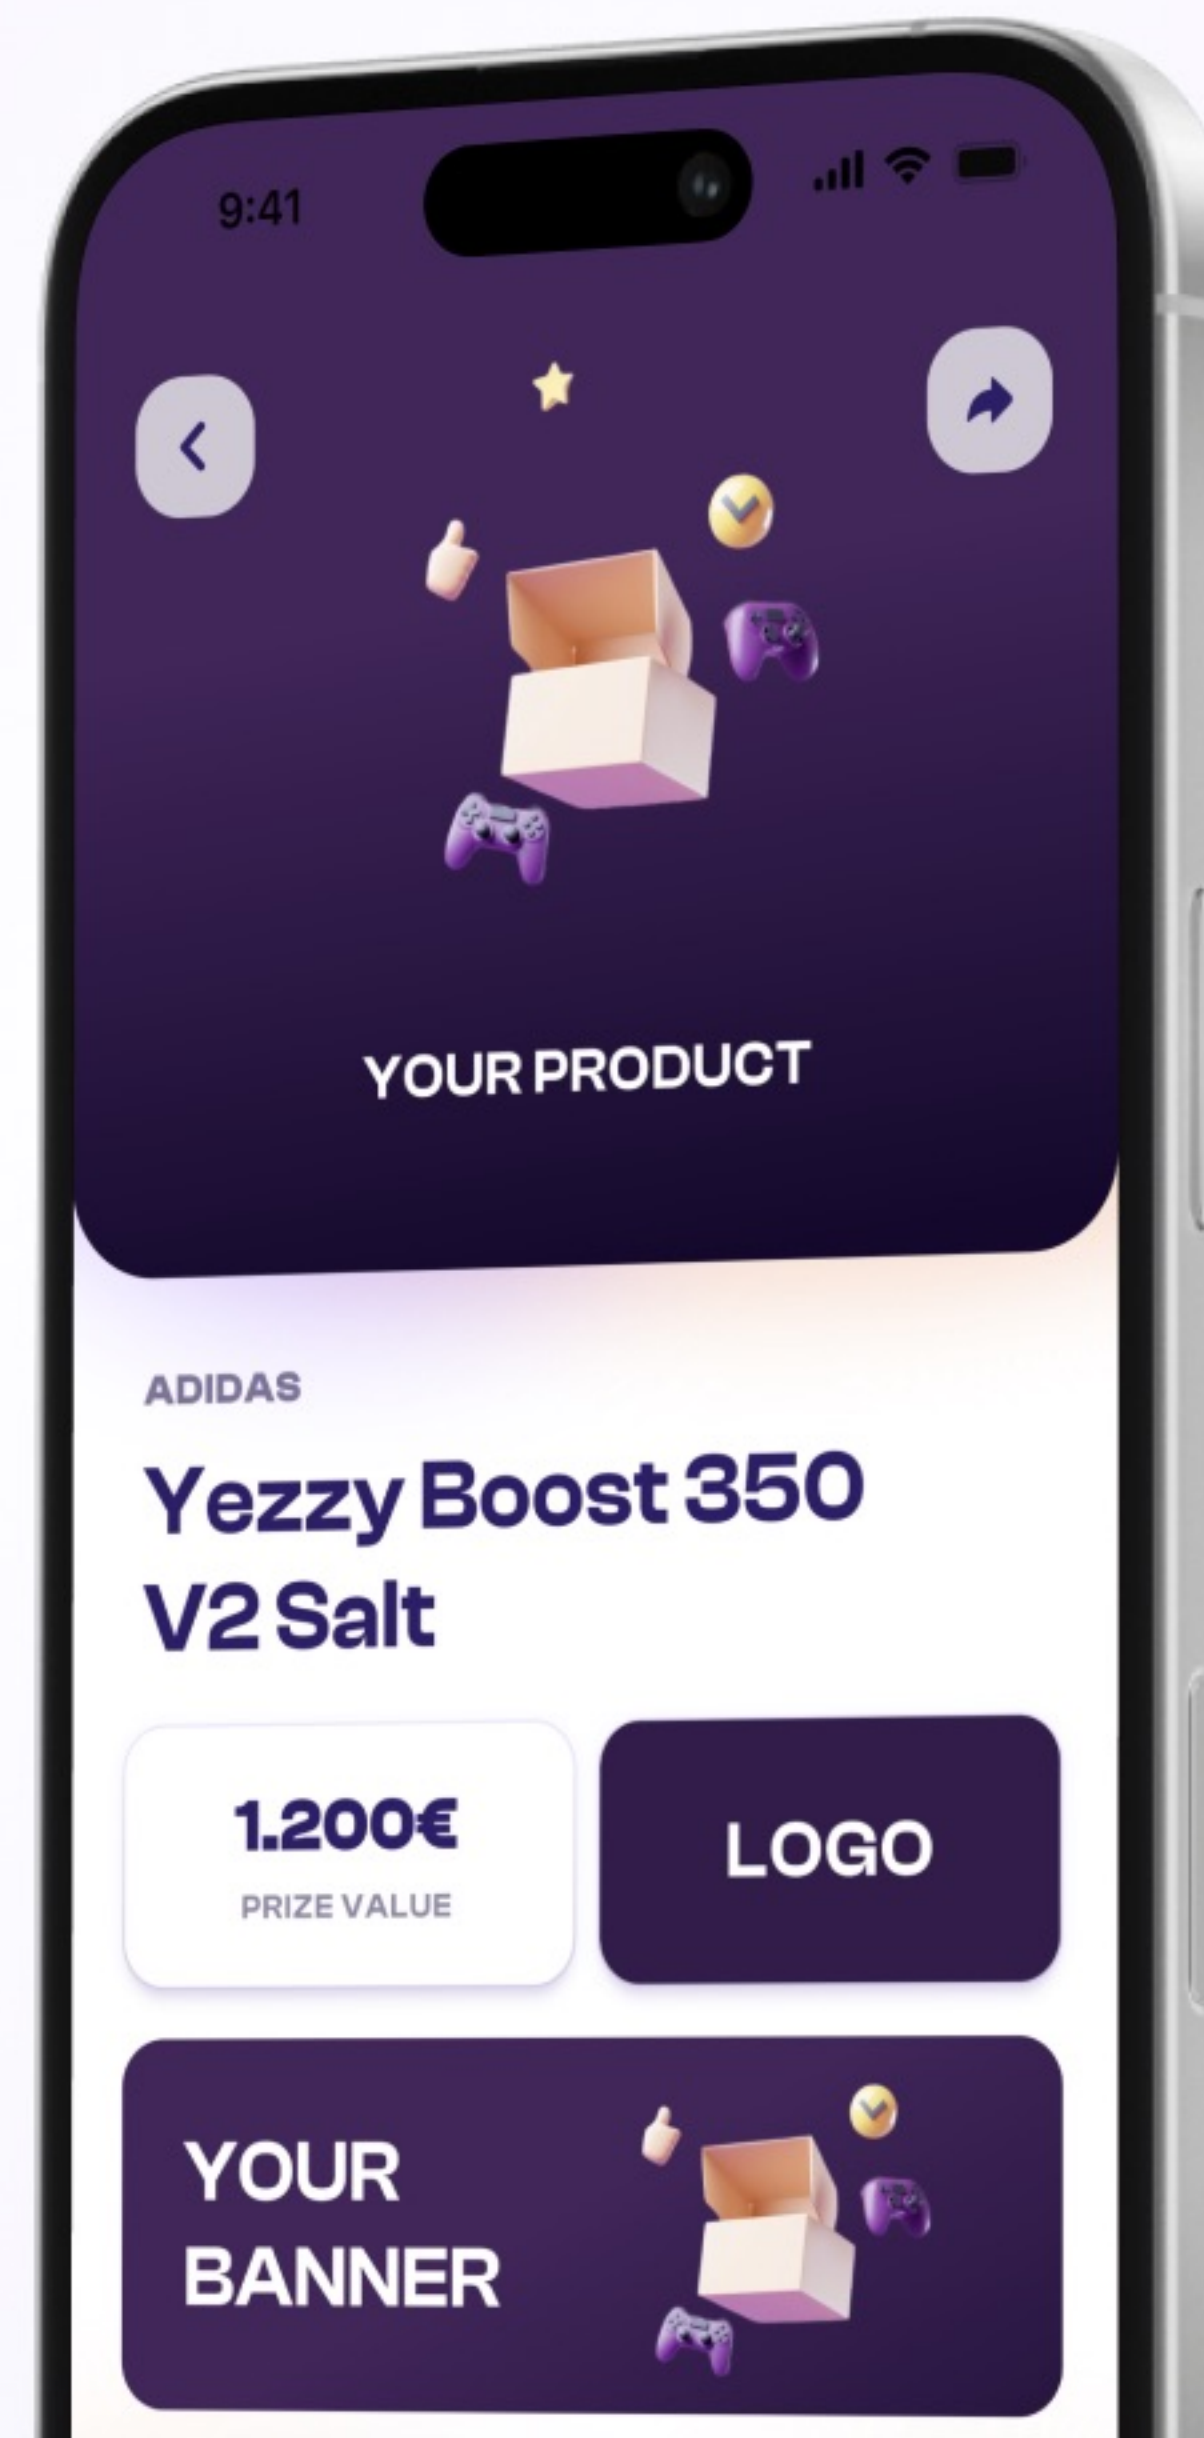 9:41
YOUR PRODUCT
ADIDAS
Yezzy Boost 350
V2 Salt
1.200€
PRIZE VALUE
LOGO
YOUR
BANNER